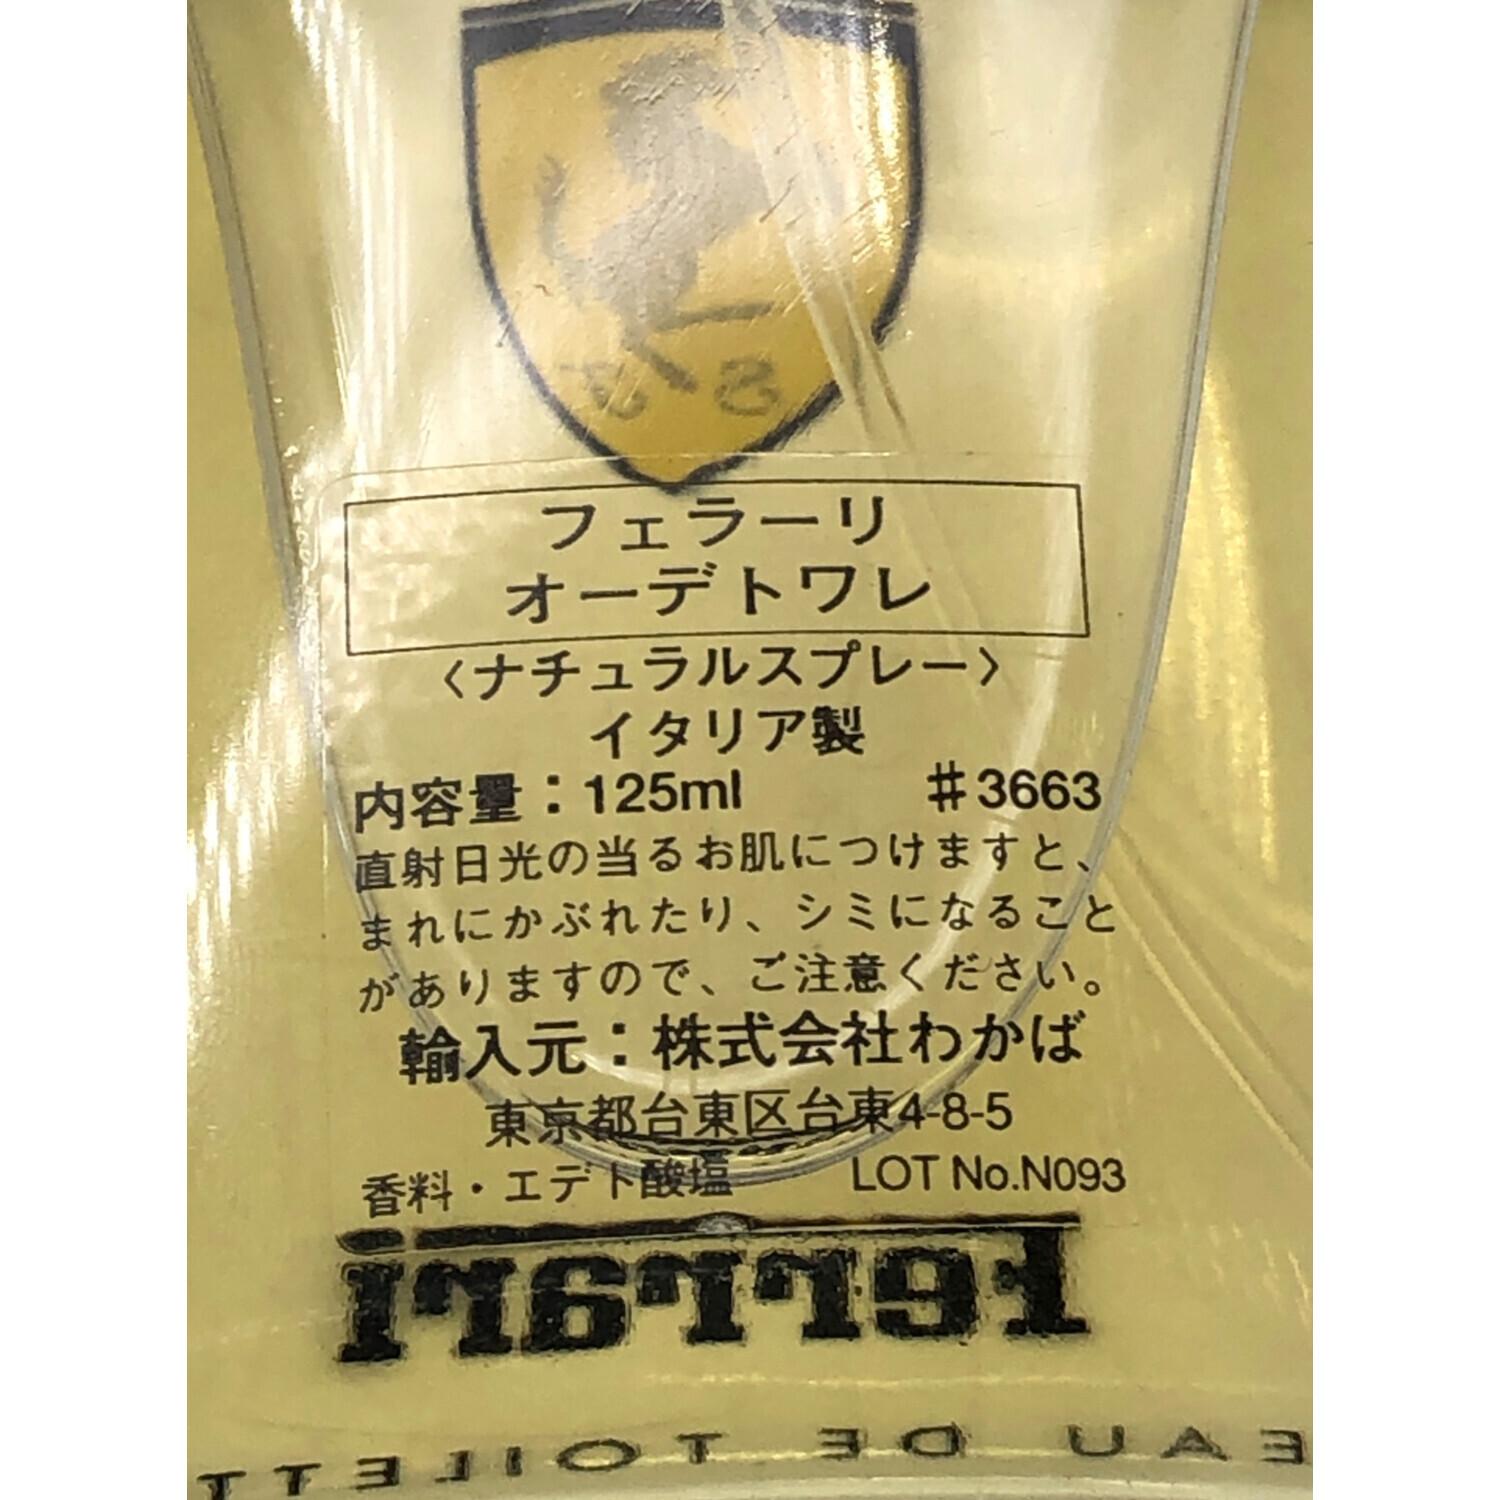 S F
フェラーリ
オーデトワレ
〈ナチュラルスプレー〉
イタリア製
内容量：125ml ♯3663
直射日光の当るお肌につけますと、
まれにかぶれたり、シミになること
がありますので、ご注意ください。
輸入元：株式会社わかば
東京都台東区台東4-8-5
香料・エデト酸塩 LOT No.N093
Ferrari
EAU DE TOILETT